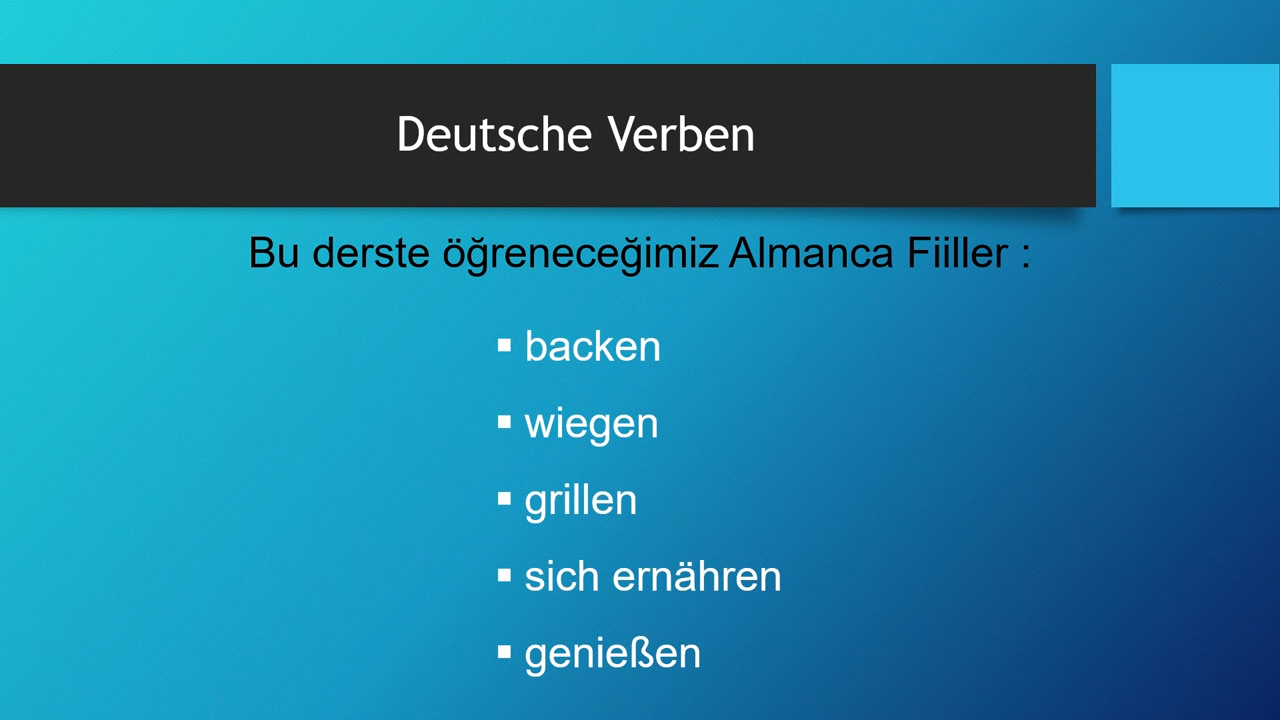 Deutsche Verben
Bu derste öğreneceğimiz Almanca Fiiller :
▪ backen
▪ wiegen
▪ grillen
▪ sich ernähren
▪ genießen